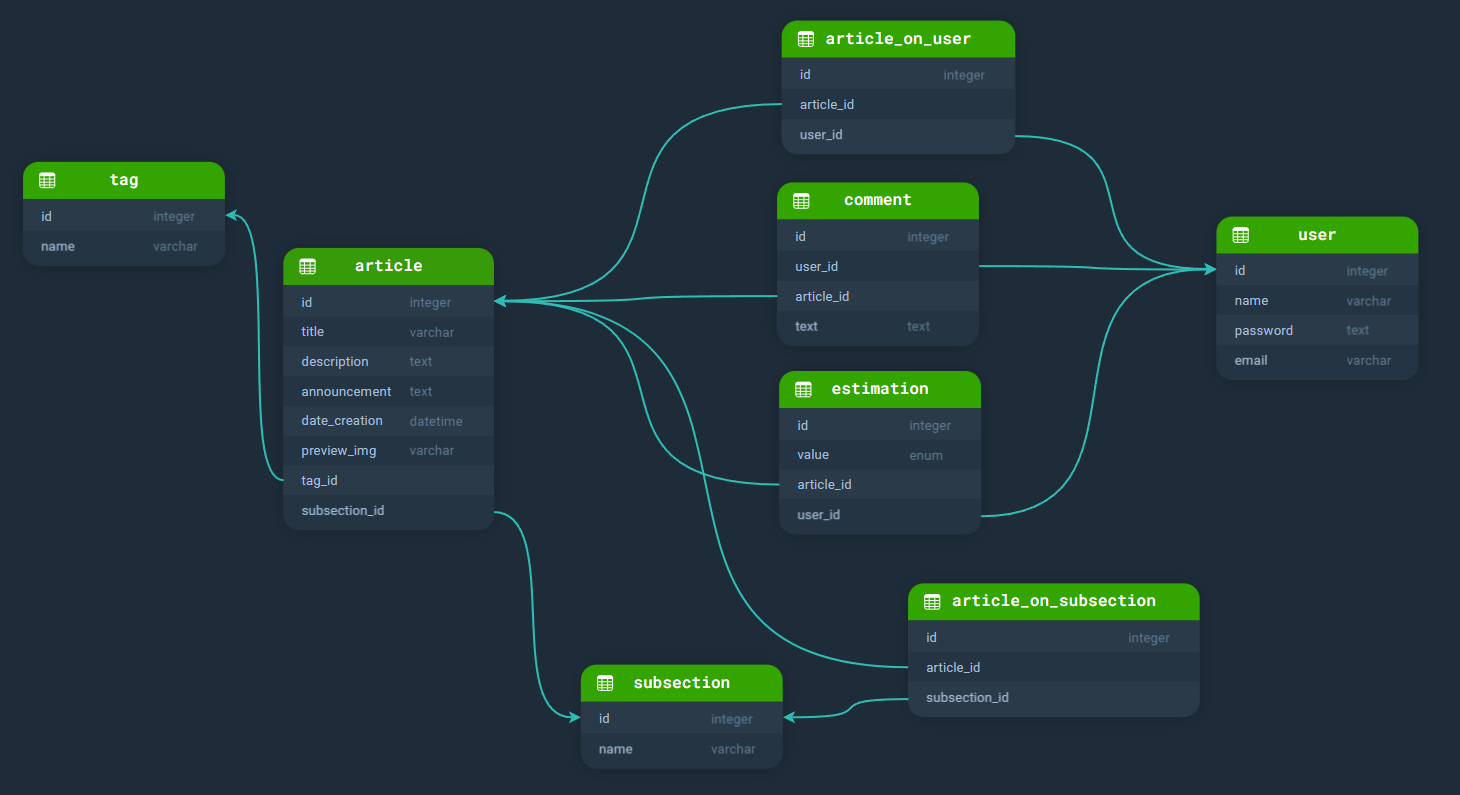 article_on_user
id integer
article_id
user_id
tag
id integer
name varchar
comment
id integer
user_id
article_id
text text
user
id integer
name varchar
password text
email varchar
article
id integer
title varchar
description text
announcement text
date_creation datetime
preview_img varchar
tag_id
subsection_id
estimation
id integer
value enum
article_id
user_id
article_on_subsection
id integer
article_id
subsection_id
subsection
id integer
name varchar